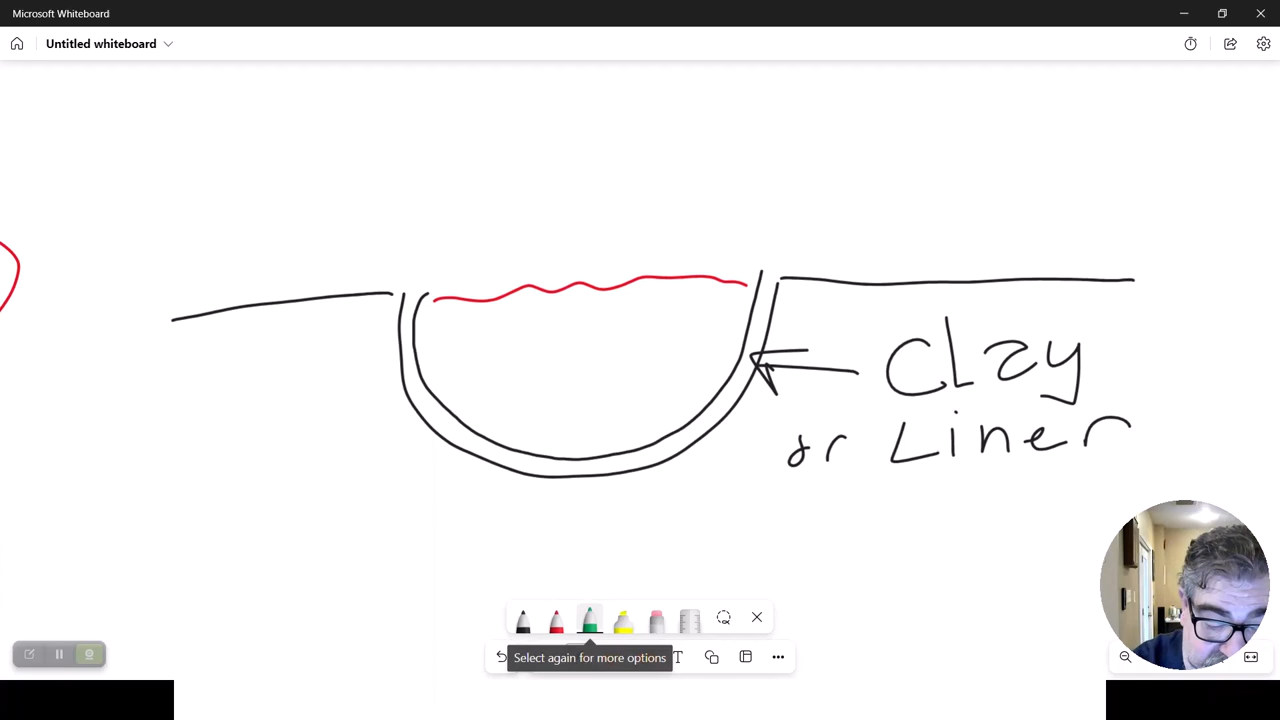 Microsoft Whiteboard
Untitled whiteboard
Clay
or Liner
Select again for more options
T